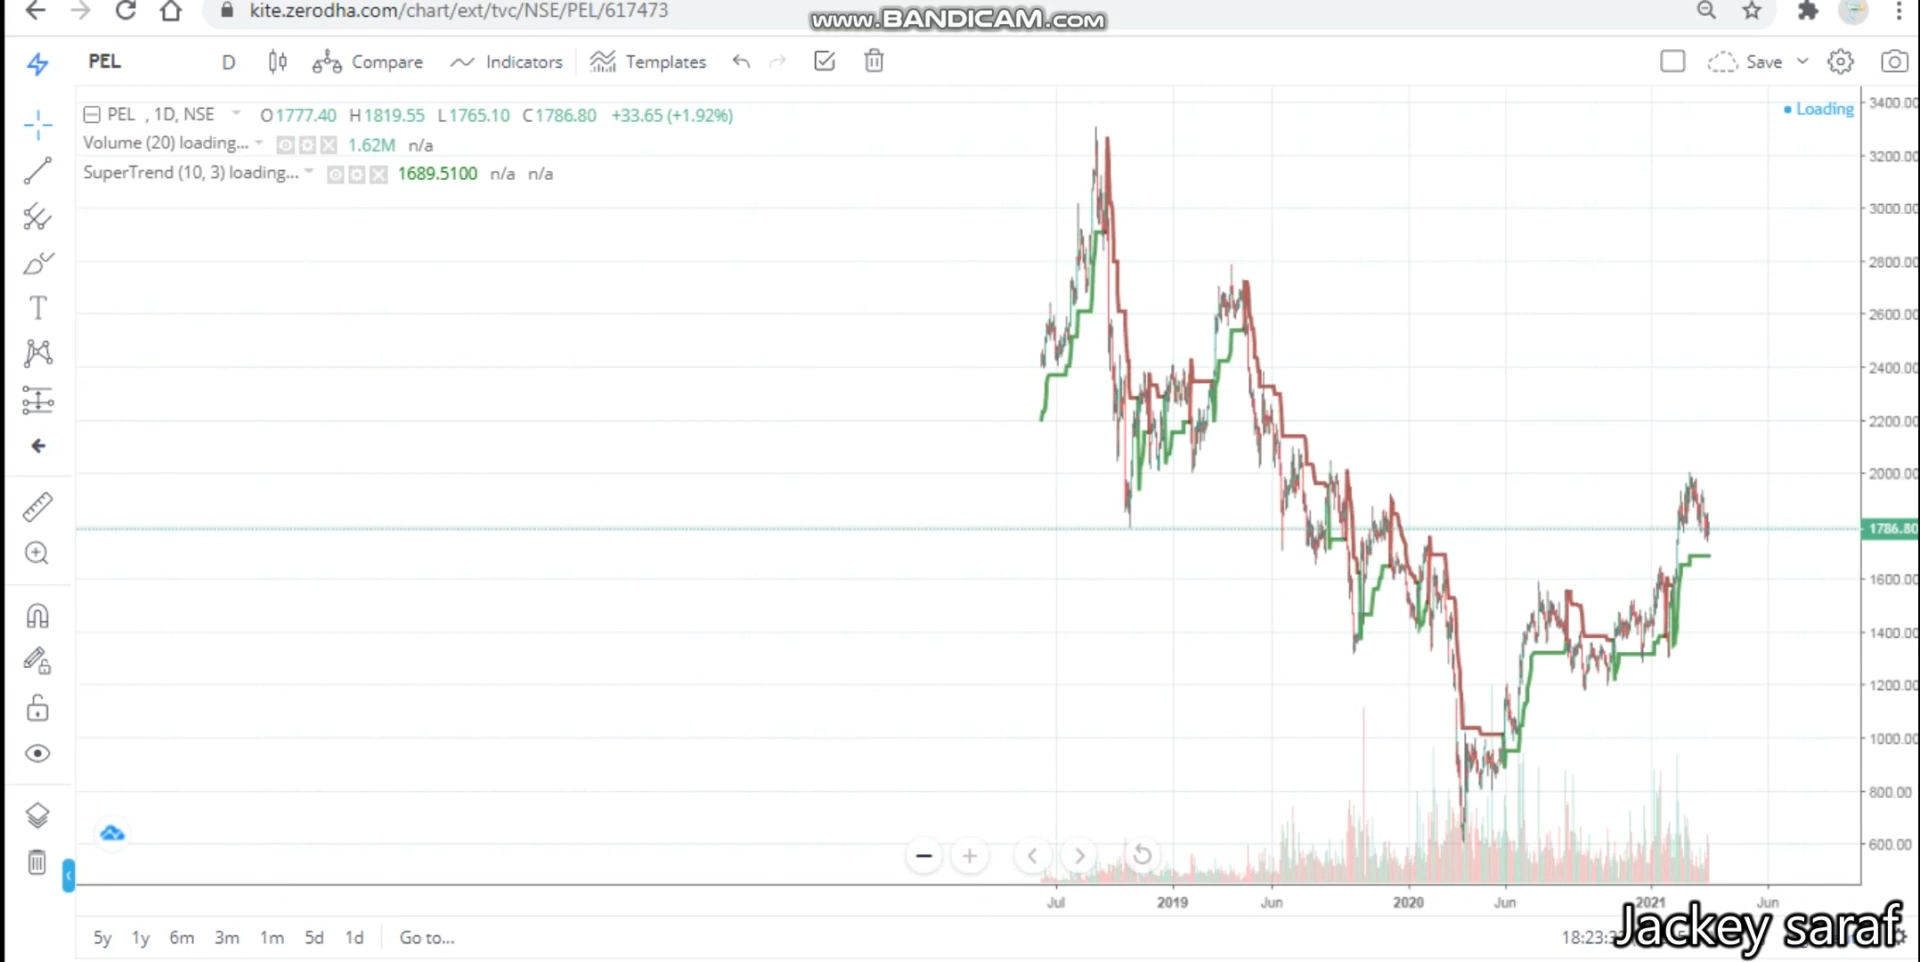 kite.zerodha.com/chart/ext/tvc/NSE/PEL/617473
www.BANDICAM.com
PEL D Compare Indicators Templates Save
PEL , 1D, NSE O1777.40 H1819.55 L1765.10 C1786.80 +33.65 (+1.92%)
Loading
Volume (20) loading... 1.62M n/a
SuperTrend (10, 3) loading... 1689.5100 n/a n/a
3400.00
3200.00
3000.00
2800.00
2600.00
2400.00
2200.00
2000.00
1786.80
1600.00
1400.00
1200.00
1000.00
800.00
600.00
Jul 2019 Jun 2020 Jun 2021 Jun
5y 1y 6m 3m 1m 5d 1d Go to...
Jackey saraf